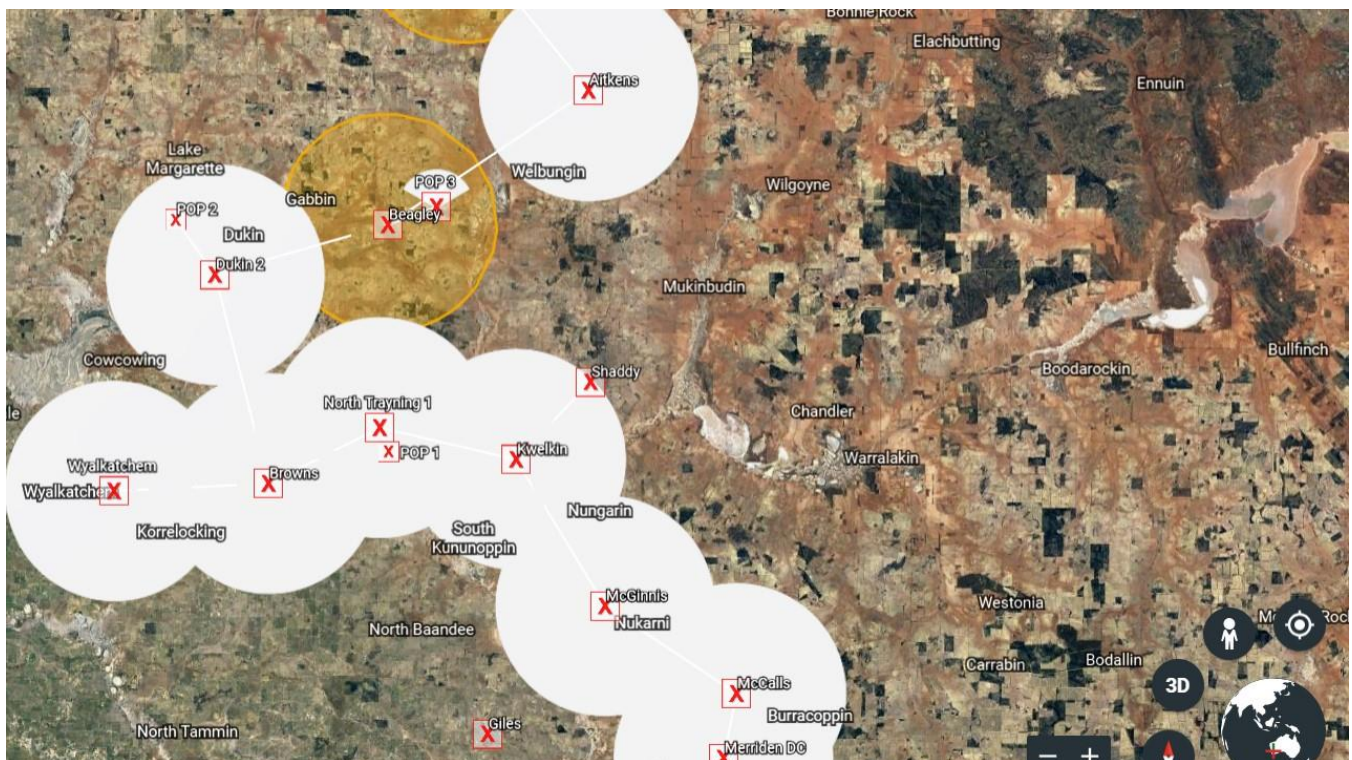 Bonnie Rock
Elachbutting
Aitkens
Ennuin
Lake
Margarette
Welbungin
POP 3
Wilgoyne
Gabbin
POP 2
Beagley
Dukin
Dukin 2
Mukinbudin
Cowcowing
Bullfinch
Shaddy
Boodarockin
North Trayning 1
Chandler
POP 1
Kwelkin
Warralakin
Wyalkatchem
Browns
Wyalkatchem
Nungarin
Korrelocking
South
Kununoppin
McGinnis
Westonia
Nukarni
North Baandee
Carrabin
Bodallin
McCalls
3D
Burracoppin
Giles
North Tammin
Merriden DC